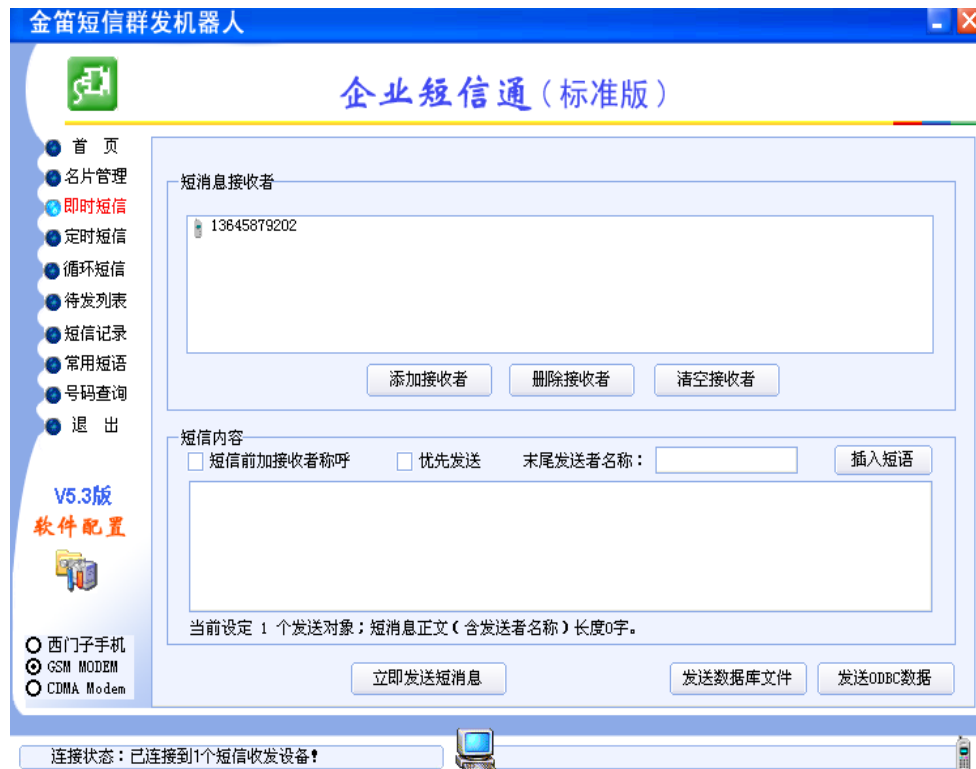 金笛短信群发机器人
企业短信通（标准版）
首 页
名片管理
即时短信
定时短信
循环短信
待发列表
短信记录
常用短语
号码查询
退 出
V5.3版
软件配置
西门子手机
GSM MODEM
CDMA Modem
短消息接收者
13645879202
添加接收者 删除接收者 清空接收者
短信内容
短信前加接收者称呼 优先发送 末尾发送者名称： 插入短语
当前设定 1 个发送对象；短消息正文（含发送者名称）长度0字。
立即发送短消息 发送数据库文件 发送ODBC数据
连接状态：已连接到1个短信收发设备！